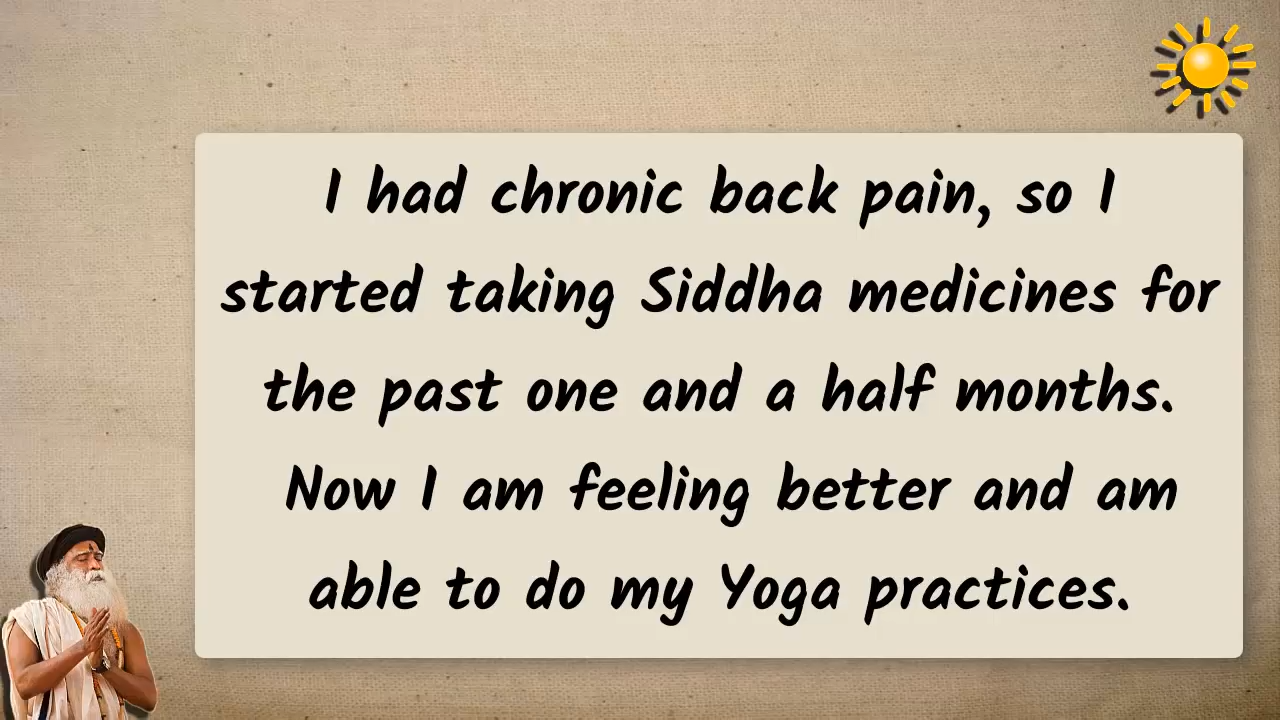 I had chronic back pain, so I
started taking Siddha medicines for
the past one and a half months.
Now I am feeling better and am
able to do my Yoga practices.